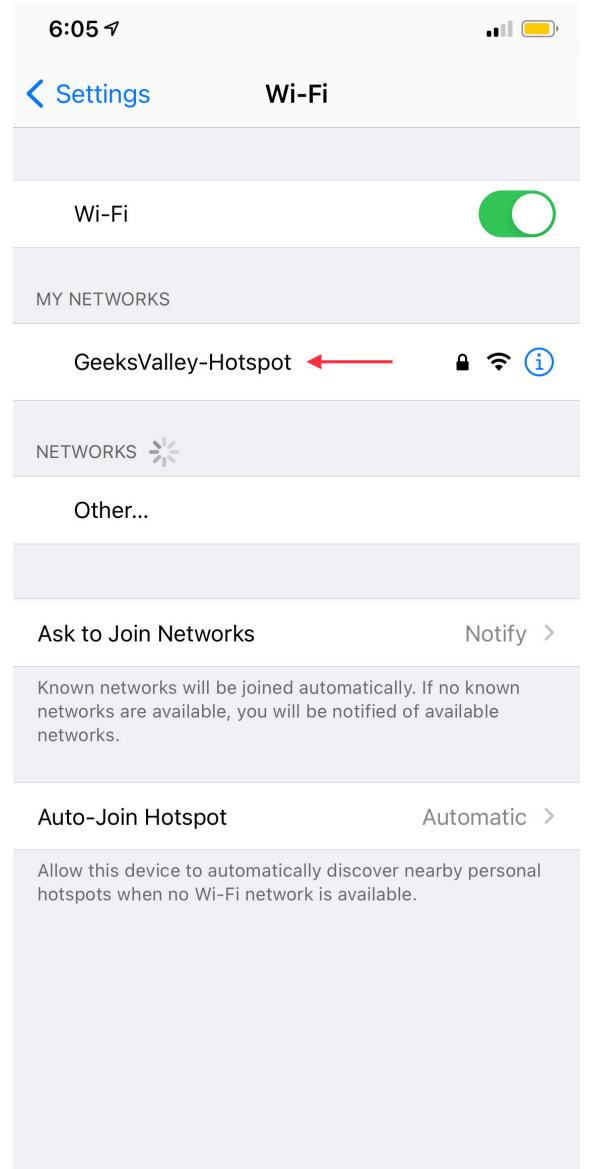 6:05
Settings
Wi-Fi
Wi-Fi
MY NETWORKS
GeeksValley-Hotspot
NETWORKS
Other...
Ask to Join Networks Notify
Known networks will be joined automatically. If no known
networks are available, you will be notified of available
networks.
Auto-Join Hotspot Automatic
Allow this device to automatically discover nearby personal
hotspots when no Wi-Fi network is available.